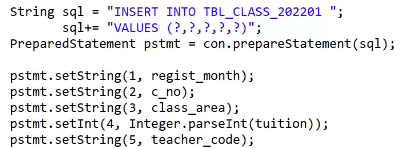 String sql = "INSERT INTO TBL_CLASS_202201 ";
sql+= "VALUES (?,?,?,?,?)";
PreparedStatement pstmt = con.prepareStatement(sql);
pstmt.setString(1, regist_month);
pstmt.setString(2, c_no);
pstmt.setString(3, class_area);
pstmt.setInt(4, Integer.parseInt(tuition));
pstmt.setString(5, teacher_code);